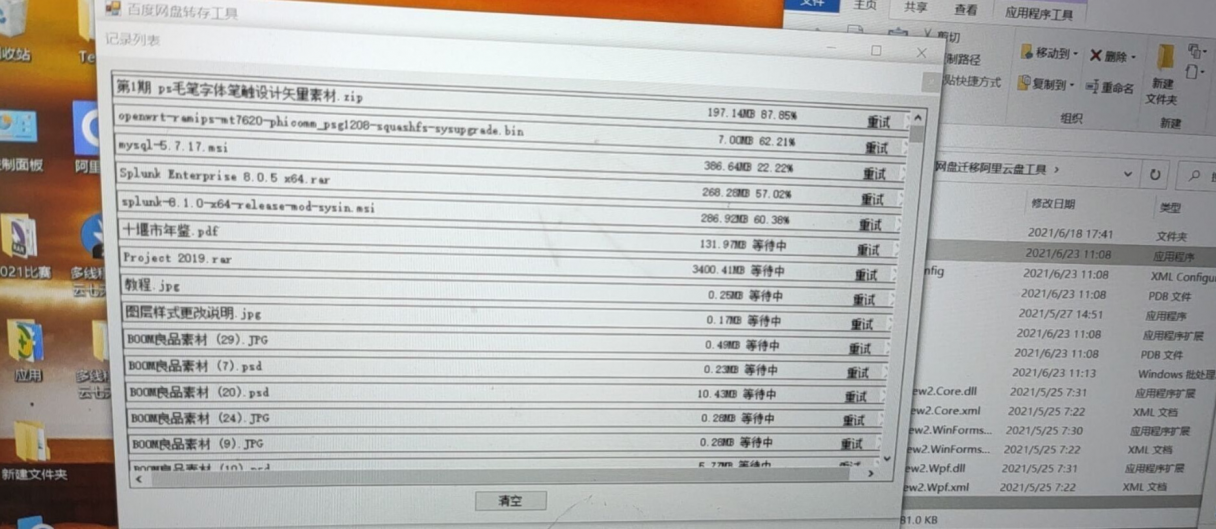 百度网盘转存工具
记录列表
第1期 ps毛笔字体笔触设计矢量素材.zip 197.14MB 87.85% 重试
openwrt-ramips-mt7620-phicomm_psg1208-squashfs-sysupgrade.bin 7.00MB 62.21% 重试
mysql-5.7.17.msi 386.64MB 22.22% 重试
Splunk Enterprise 8.0.5 x64.rar 268.28MB 57.02% 重试
splunk-8.1.0-x64-release-mod-sysin.msi 286.92MB 60.38% 重试
十堰市年鉴.pdf 131.97MB 等待中 重试
Project 2019.rar 3400.41MB 等待中 重试
教程.jpg 0.25MB 等待中 重试
图层样式更改说明.jpg 0.17MB 等待中 重试
BOOM良品素材 (29).JPG 0.49MB 等待中 重试
BOOM良品素材 (7).psd 0.23MB 等待中 重试
BOOM良品素材 (20).psd 10.43MB 等待中 重试
BOOM良品素材 (24).JPG 0.28MB 等待中 重试
BOOM良品素材 (9).JPG 0.28MB 等待中 重试
清空
文件 主页 共享 查看 应用程序工具
剪切
制路径
贴快捷方式
移动到 删除
复制到 重命名
新建
文件夹
组织 新建
网盘迁移阿里云盘工具
修改日期 类型
2021/6/18 17:41 文件夹
2021/6/23 11:08 应用程序
nfig 2021/6/23 11:08 XML Configu
2021/6/23 11:08 PDB 文件
2021/5/27 14:51 应用程序
2021/6/23 11:08 应用程序扩展
2021/6/23 11:08 PDB 文件
2021/6/23 11:13 Windows 批处理
ew2.Core.dll 2021/5/25 7:31 应用程序扩展
ew2.Core.xml 2021/5/25 7:22 XML 文档
ew2.WinForms... 2021/5/25 7:30 应用程序扩展
ew2.WinForms... 2021/5/25 7:22 XML 文档
ew2.Wpf.dll 2021/5/25 7:31 应用程序扩展
ew2.Wpf.xml 2021/5/25 7:22 XML 文档
81.0 KB
收站
Te
制面板
阿里
021比赛
多线
云七
应用
多线
云七
新建文件夹